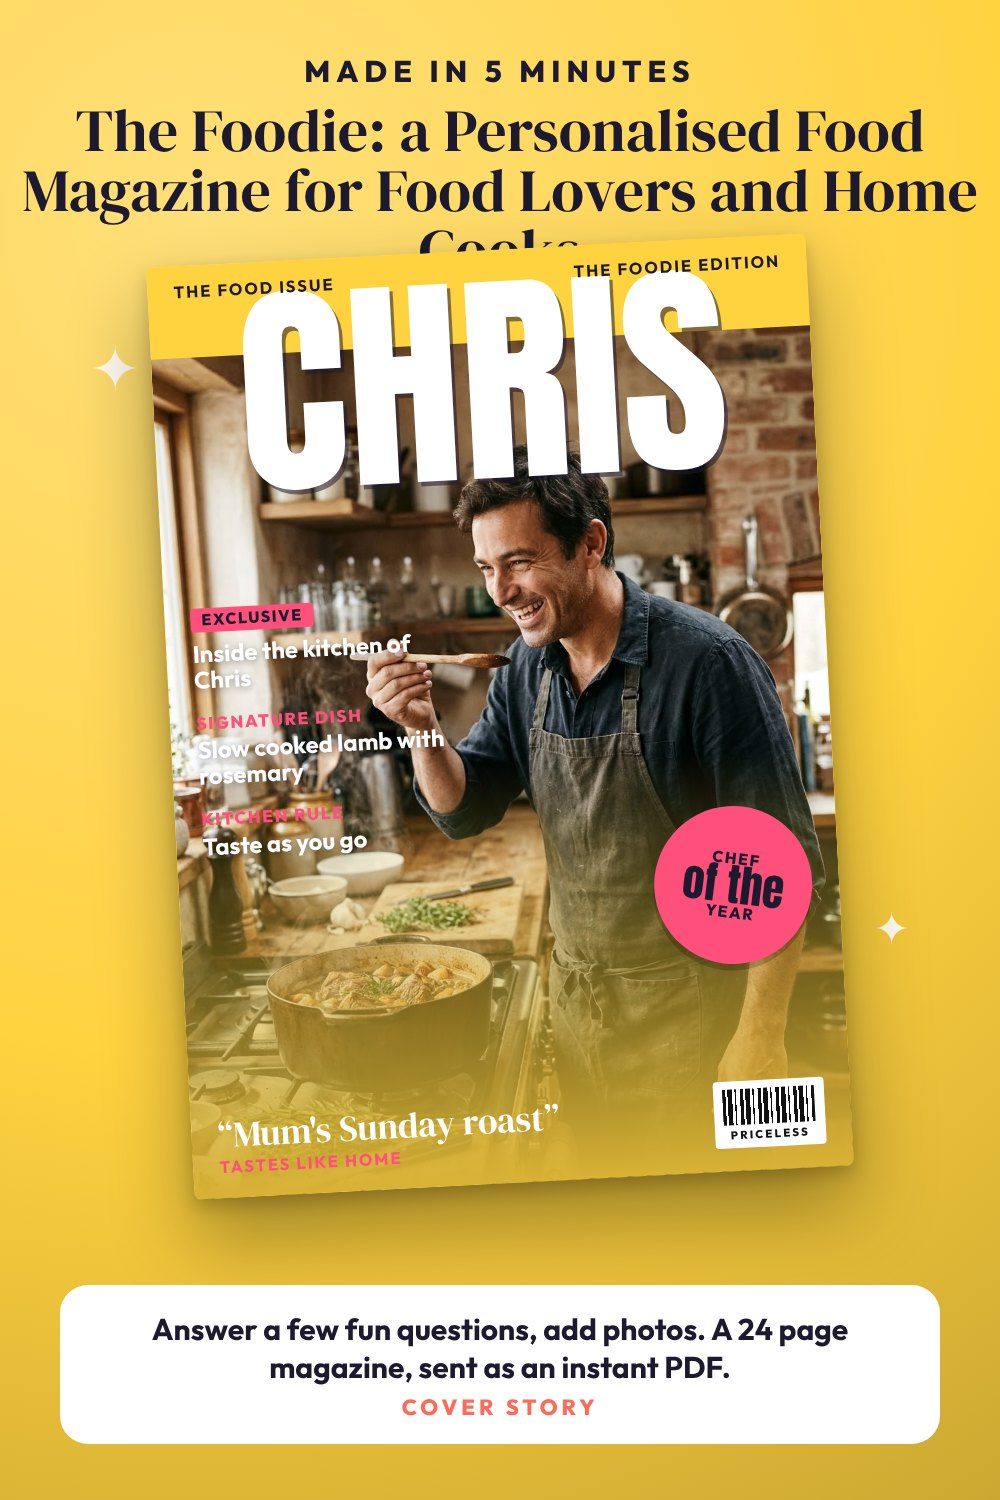 MADE IN 5 MINUTES
The Foodie: a Personalised Food
Magazine for Food Lovers and Home
Cooks
THE FOOD ISSUE
THE FOODIE EDITION
CHRIS
EXCLUSIVE
Inside the kitchen of
Chris
SIGNATURE DISH
Slow cooked lamb with
rosemary
KITCHEN RULE
Taste as you go
CHEF
of the
YEAR
“Mum's Sunday roast”
TASTES LIKE HOME
PRICELESS
Answer a few fun questions, add photos. A 24 page
magazine, sent as an instant PDF.
COVER STORY